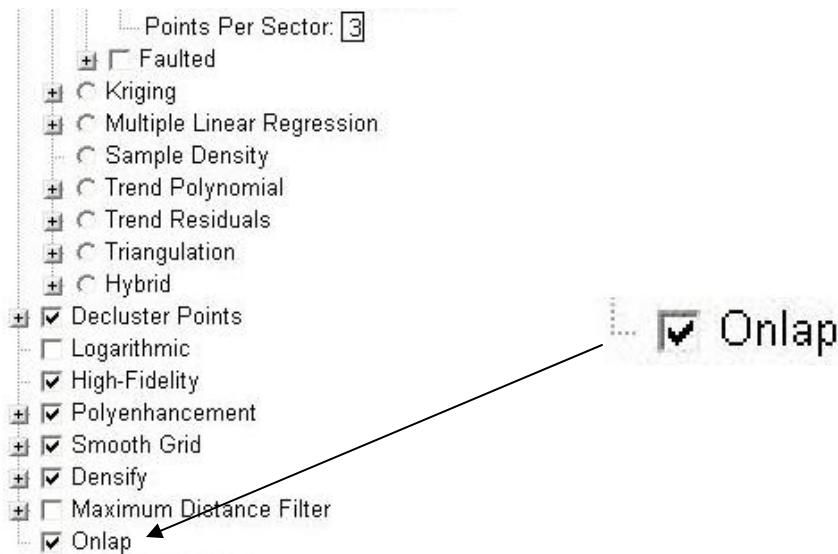 Points Per Sector: 3
Faulted
Kriging
Multiple Linear Regression
Sample Density
Trend Polynomial
Trend Residuals
Triangulation
Hybrid
Decluster Points
Logarithmic
High-Fidelity
Polyenhancement
Smooth Grid
Densify
Maximum Distance Filter
Onlap
Onlap